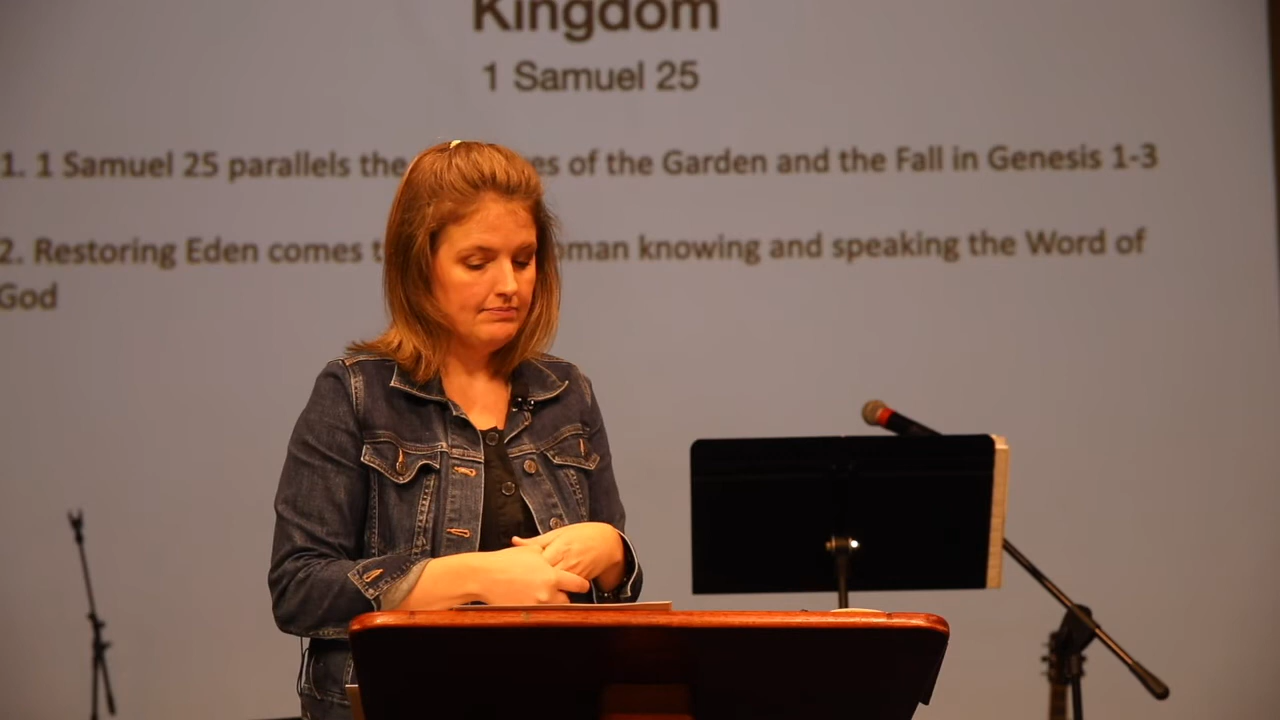 Kingdom
1 Samuel 25
1. 1 Samuel 25 parallels the es of the Garden and the Fall in Genesis 1-3
2. Restoring Eden comes t oman knowing and speaking the Word of
God